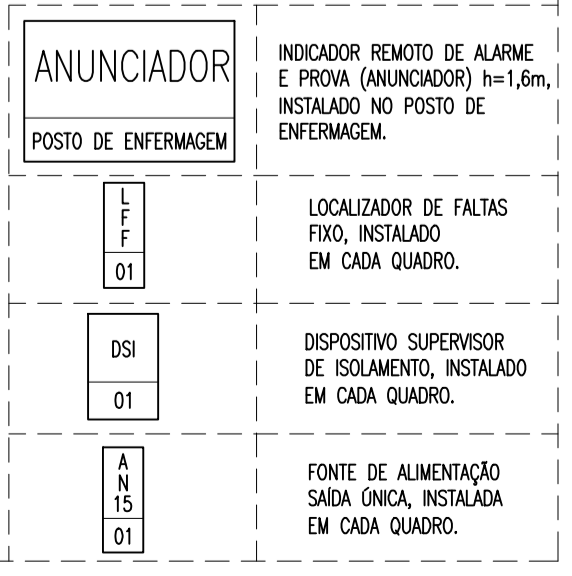 ANUNCIADOR
POSTO DE ENFERMAGEM
INDICADOR REMOTO DE ALARME
E PROVA (ANUNCIADOR) h=1,6m,
INSTALADO NO POSTO DE
ENFERMAGEM.
L
F
F
01
LOCALIZADOR DE FALTAS
FIXO, INSTALADO
EM CADA QUADRO.
DSI
01
DISPOSITIVO SUPERVISOR
DE ISOLAMENTO, INSTALADO
EM CADA QUADRO.
A
N
15
01
FONTE DE ALIMENTAÇÃO
SAÍDA ÚNICA, INSTALADA
EM CADA QUADRO.